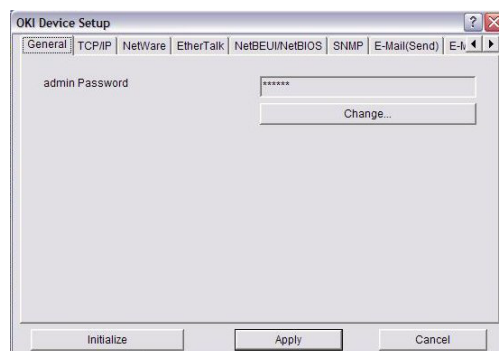 OKI Device Setup
General TCP/IP NetWare EtherTalk NetBEUI/NetBIOS SNMP E-Mail(Send)
admin Password ******
Change...
Initialize Apply Cancel